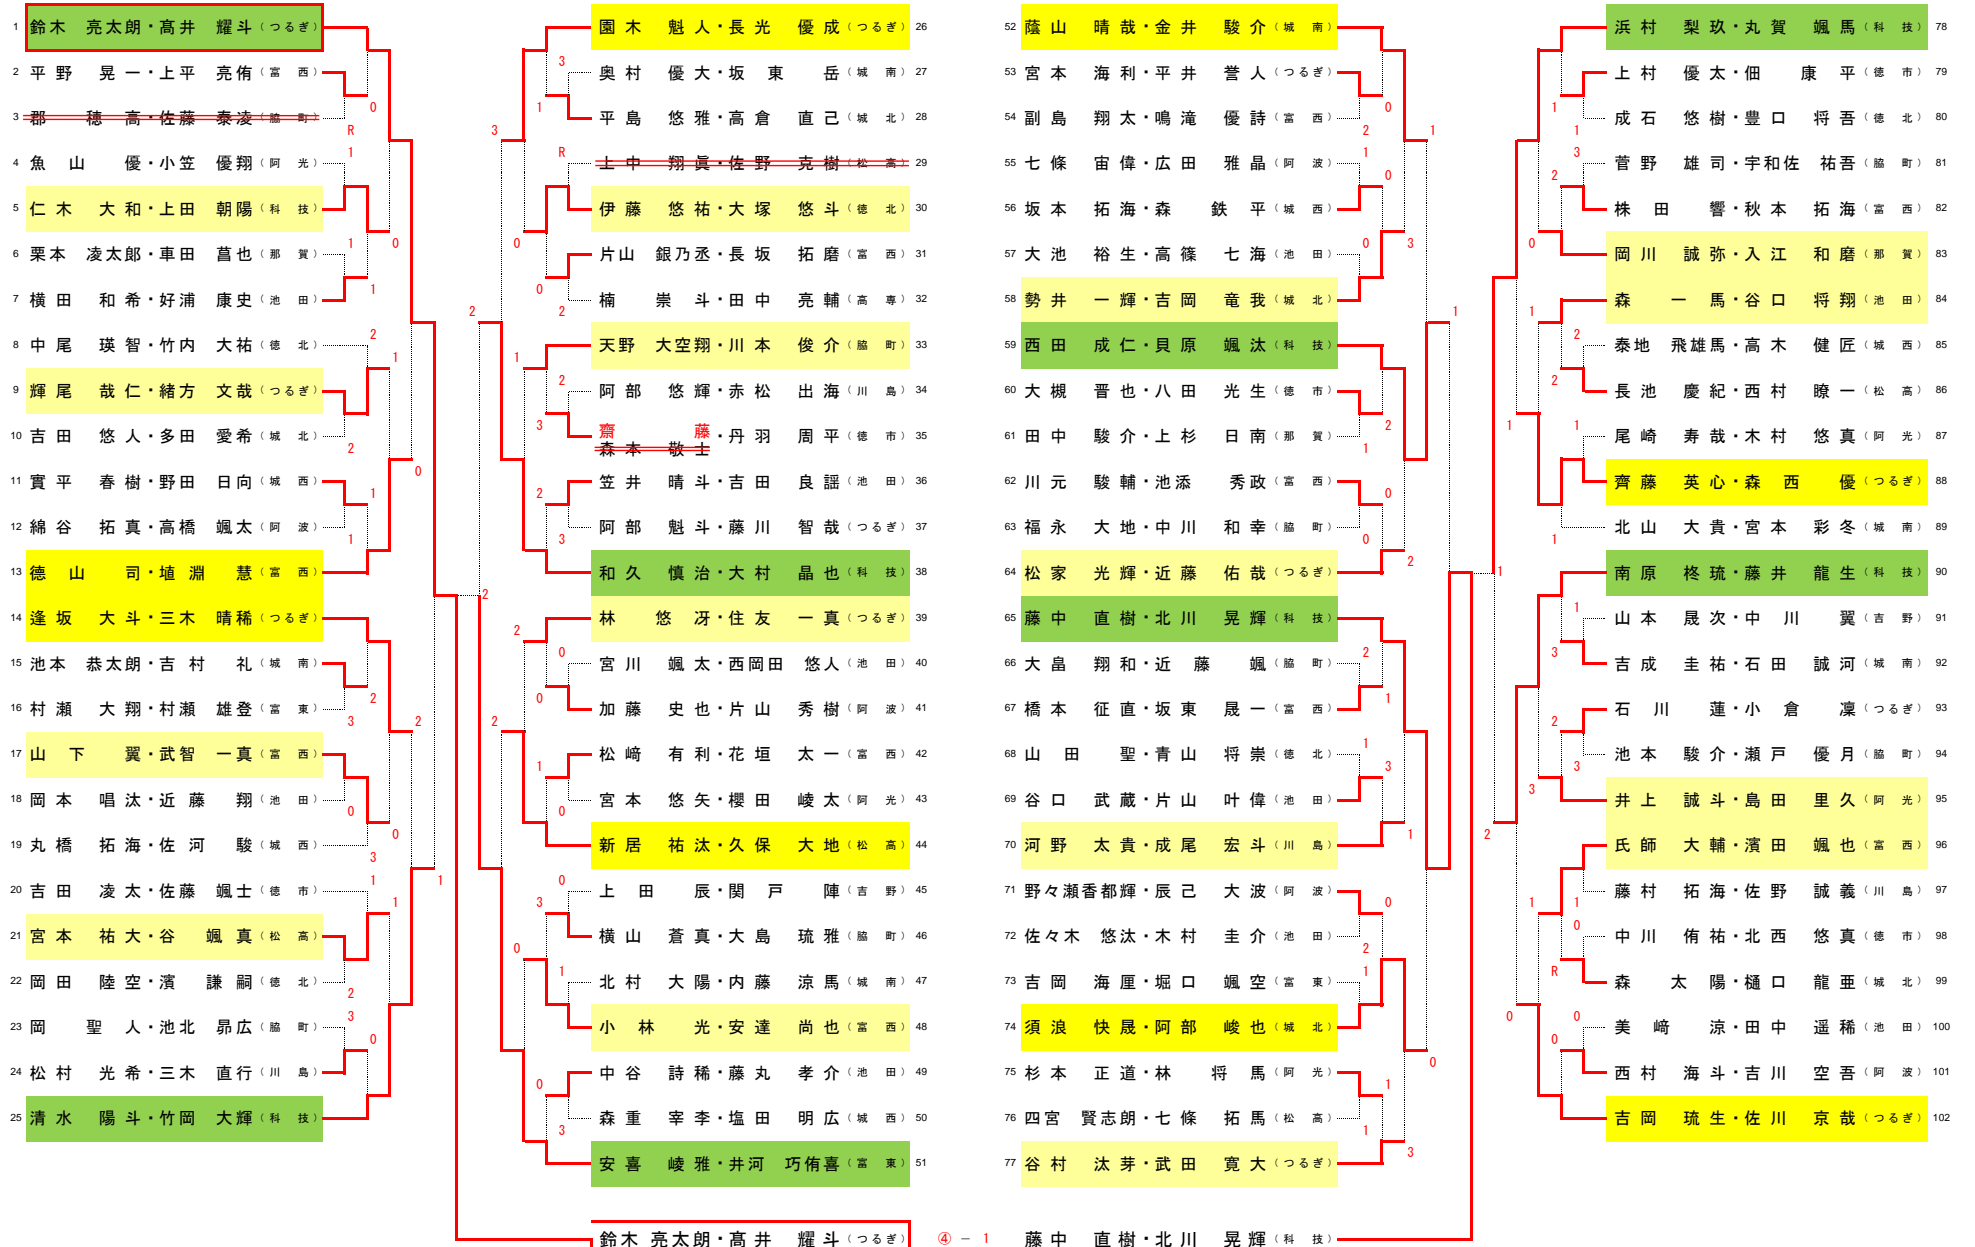 1 鈴木 亮太朗・髙井 耀斗（つるぎ）
2 平野 晃一・上平 亮侑（富西）
3 郡 穂高・佐藤 泰凌（脇町）
4 魚山 優・小笠 優翔（阿光）
5 仁木 大和・上田 朝陽（科技）
6 栗本 凌太郎・車田 菖也（那賀）
7 横田 和希・好浦 康史（池田）
8 中尾 瑛智・竹内 大祐（徳北）
9 輝尾 哉仁・緒方 文哉（つるぎ）
10 吉田 悠人・多田 愛希（城北）
11 實平 春樹・野田 日向（城西）
12 綿谷 拓真・高橋 颯太（阿波）
13 德山 司・埴淵 慧（富西）
14 逢坂 大斗・三木 晴稀（つるぎ）
15 池本 恭太朗・吉村 礼（城南）
16 村瀬 大翔・村瀬 雄登（富東）
17 山下 翼・武智 一真（富西）
18 岡本 唱汰・近藤 翔（池田）
19 丸橋 拓海・佐河 駿（城西）
20 吉田 凌太・佐藤 颯士（徳市）
21 宮本 祐大・谷 颯真（松高）
22 岡田 陸空・濱 謙嗣（徳北）
23 岡 聖人・池北 昴広（脇町）
24 松村 光希・三木 直行（川島）
25 清水 陽斗・竹岡 大輝（科技）
園木 魁人・長光 優成（つるぎ） 26
奥村 優大・坂東 岳（城南） 27
平島 悠雅・高倉 直己（城北） 28
上中 翔眞・佐野 克樹（松高） 29
伊藤 悠祐・大塚 悠斗（徳北） 30
片山 銀乃丞・長坂 拓磨（富西） 31
楠 崇斗・田中 亮輔（高専） 32
天野 大空翔・川本 俊介（脇町） 33
阿部 悠輝・赤松 出海（川島） 34
齋藤
森本 敬士・丹羽 周平（徳市） 35
笠井 晴斗・吉田 良謡（池田） 36
阿部 魁斗・藤川 智哉（つるぎ） 37
和久 慎治・大村 晶也（科技） 38
林 悠冴・住友 一真（つるぎ） 39
宮川 颯太・西岡田 悠人（池田） 40
加藤 史也・片山 秀樹（阿波） 41
松﨑 有利・花垣 太一（富西） 42
宮本 悠矢・櫻田 崚太（阿光） 43
新居 祐汰・久保 大地（松高） 44
上田 辰・関戸 陣（吉野） 45
横山 蒼真・大島 琉雅（脇町） 46
北村 大陽・内藤 涼馬（城南） 47
小林 光・安達 尚也（富西） 48
中谷 詩稀・藤丸 孝介（池田） 49
森重 宰李・塩田 明広（城西） 50
安喜 崚雅・井河 巧侑喜（富東） 51
52 蔭山 晴哉・金井 駿介（城南）
53 宮本 海利・平井 誉人（つるぎ）
54 副島 翔太・鳴滝 優詩（富西）
55 七條 宙偉・広田 雅晶（阿波）
56 坂本 拓海・森 鉄平（城西）
57 大池 裕生・高篠 七海（池田）
58 勢井 一輝・吉岡 竜我（城北）
59 西田 成仁・貝原 颯汰（科技）
60 大槻 晋也・八田 光生（徳市）
61 田中 駿介・上杉 日南（那賀）
62 川元 駿輔・池添 秀政（富西）
63 福永 大地・中川 和幸（脇町）
64 松家 光輝・近藤 佑哉（つるぎ）
65 藤中 直樹・北川 晃輝（科技）
66 大畠 翔和・近藤 颯（脇町）
67 橋本 征直・坂東 晟一（富西）
68 山田 聖・青山 将崇（徳北）
69 谷口 武蔵・片山 叶偉（池田）
70 河野 太貴・成尾 宏斗（川島）
71 野々瀬香都輝・辰己 大波（阿波）
72 佐々木 悠汰・木村 圭介（池田）
73 吉岡 海厘・堀口 颯空（富東）
74 須浪 快晟・阿部 峻也（城北）
75 杉本 正道・林 将馬（阿光）
76 四宮 賢志朗・七條 拓馬（松高）
77 谷村 汰芽・武田 寛大（つるぎ）
浜村 梨玖・丸賀 颯馬（科技） 78
上村 優太・佃 康平（徳市） 79
成石 悠樹・豊口 将吾（徳北） 80
菅野 雄司・宇和佐 祐吾（脇町） 81
株田 響・秋本 拓海（富西） 82
岡川 誠弥・入江 和磨（那賀） 83
森 一馬・谷口 将翔（池田） 84
泰地 飛雄馬・高木 健匠（城西） 85
長池 慶紀・西村 瞭一（松高） 86
尾崎 寿哉・木村 悠真（阿光） 87
齊藤 英心・森西 優（つるぎ） 88
北山 大貴・宮本 彩冬（城南） 89
南原 柊琉・藤井 龍生（科技） 90
山本 晟次・中川 翼（吉野） 91
吉成 圭祐・石田 誠河（城南） 92
石川 蓮・小倉 凜（つるぎ） 93
池本 駿介・瀬戸 優月（脇町） 94
井上 誠斗・島田 里久（阿光） 95
氏師 大輔・濱田 颯也（富西） 96
藤村 拓海・佐野 誠義（川島） 97
中川 侑祐・北西 悠真（徳市） 98
森 太陽・樋口 龍亜（城北） 99
美﨑 涼・田中 遥稀（池田） 100
西村 海斗・吉川 空吾（阿波） 101
吉岡 琉生・佐川 京哉（つるぎ） 102
鈴木 亮太朗・髙井 耀斗（つるぎ） ④ － 1 藤中 直樹・北川 晃輝（科技）